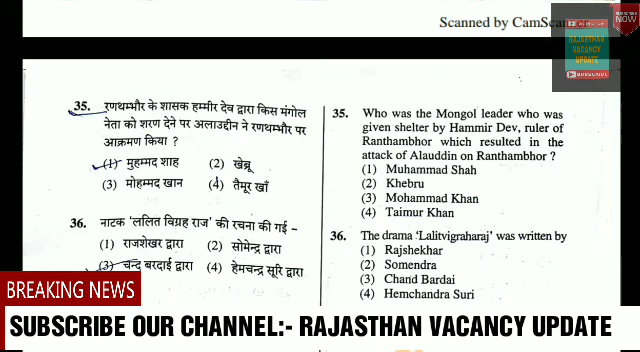 Scanned by CamScan
RAJASTHAN
VACANCY
UPDATE
SUBSCRIBE
NOW
35. रणथम्भौर के शासक हम्मीर देव द्वारा किस मंगोल
नेता को शरण देने पर अलाउद्दीन ने रणथम्भौर पर
आक्रमण किया ?
(1) मुहम्मद शाह (2) खेब्रू
(3) मोहम्मद खान (4) तैमूर खाँ
36. नाटक 'ललित विग्रह राज' की रचना की गई –
(1) राजशेखर द्वारा (2) सोमेन्द्र द्वारा
(3) चन्द बरदाई द्वारा (4) हेमचन्द्र सूरि द्वारा
35. Who was the Mongol leader who was
given shelter by Hammir Dev, ruler of
Ranthambhor which resulted in the
attack of Alauddin on Ranthambhor ?
(1) Muhammad Shah
(2) Khebru
(3) Mohammad Khan
(4) Taimur Khan
36. The drama 'Lalitvigraharaj' was written by
(1) Rajshekhar
(2) Somendra
(3) Chand Bardai
(4) Hemchandra Suri
BREAKING NEWS
SUBSCRIBE OUR CHANNEL:- RAJASTHAN VACANCY UPDATE